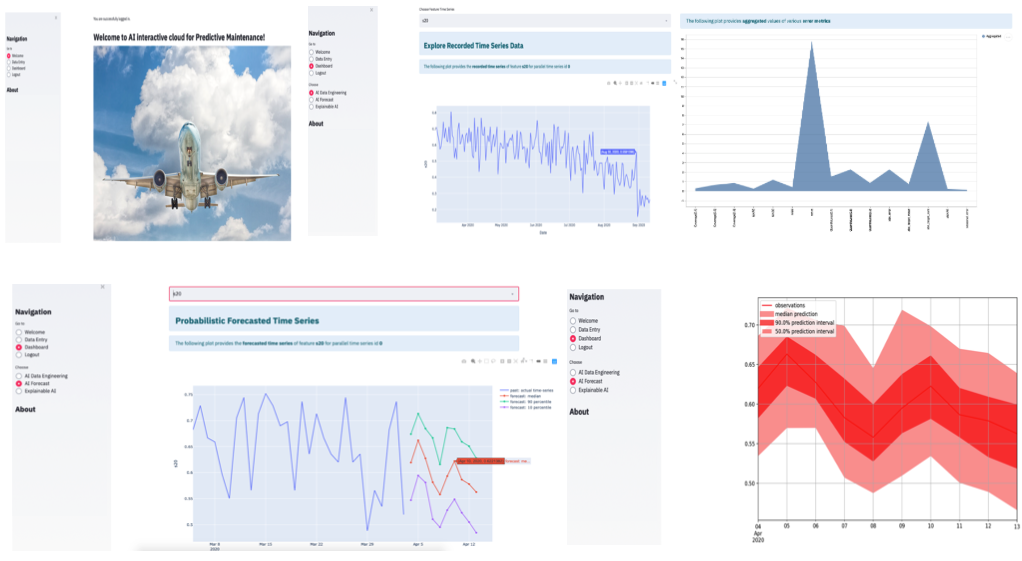 You are successfully logged in.
Welcome to AI interactive cloud for Predictive Maintenance!
Navigation
Go to
Welcome
Data Entry
Dashboard
Logout
About
Navigation
Go to
Welcome
Data Entry
Dashboard
Logout
Choose
AI Data Engineering
AI Forecast
Explainable AI
About
Choose Feature Time Series
s20
Explore Recorded Time Series Data
The following plot provides the recorded time series of feature s20 for parallel time series id 0
s20
Apr 2020
May 2020
Jun 2020
Jul 2020
Aug 2020
Date
The following plot provides aggregated values of various error metrics
Aggregated
Navigation
Go to
Welcome
Data Entry
Dashboard
Logout
Choose
AI Data Engineering
AI Forecast
Explainable AI
About
s20
Probabilistic Forecasted Time Series
The following plot provides the forecasted time series of feature s20 for parallel time series id 0
past: actual time-series
forecast: median
forecast: 90 percentile
forecast: 10 percentile
0.75
0.7
0.65
0.6
0.55
0.5
s20
Mar 8
2020
Mar 15
Mar 22
Mar 29
Apr 5
Apr 12
Navigation
Go to
Welcome
Data Entry
Dashboard
Logout
Choose
AI Data Engineering
AI Forecast
Explainable AI
About
observations
median prediction
90.0% prediction interval
50.0% prediction interval
0.70
0.65
0.60
0.55
0.50
04
Apr
2020
05
06
07
08
09
10
11
12
13